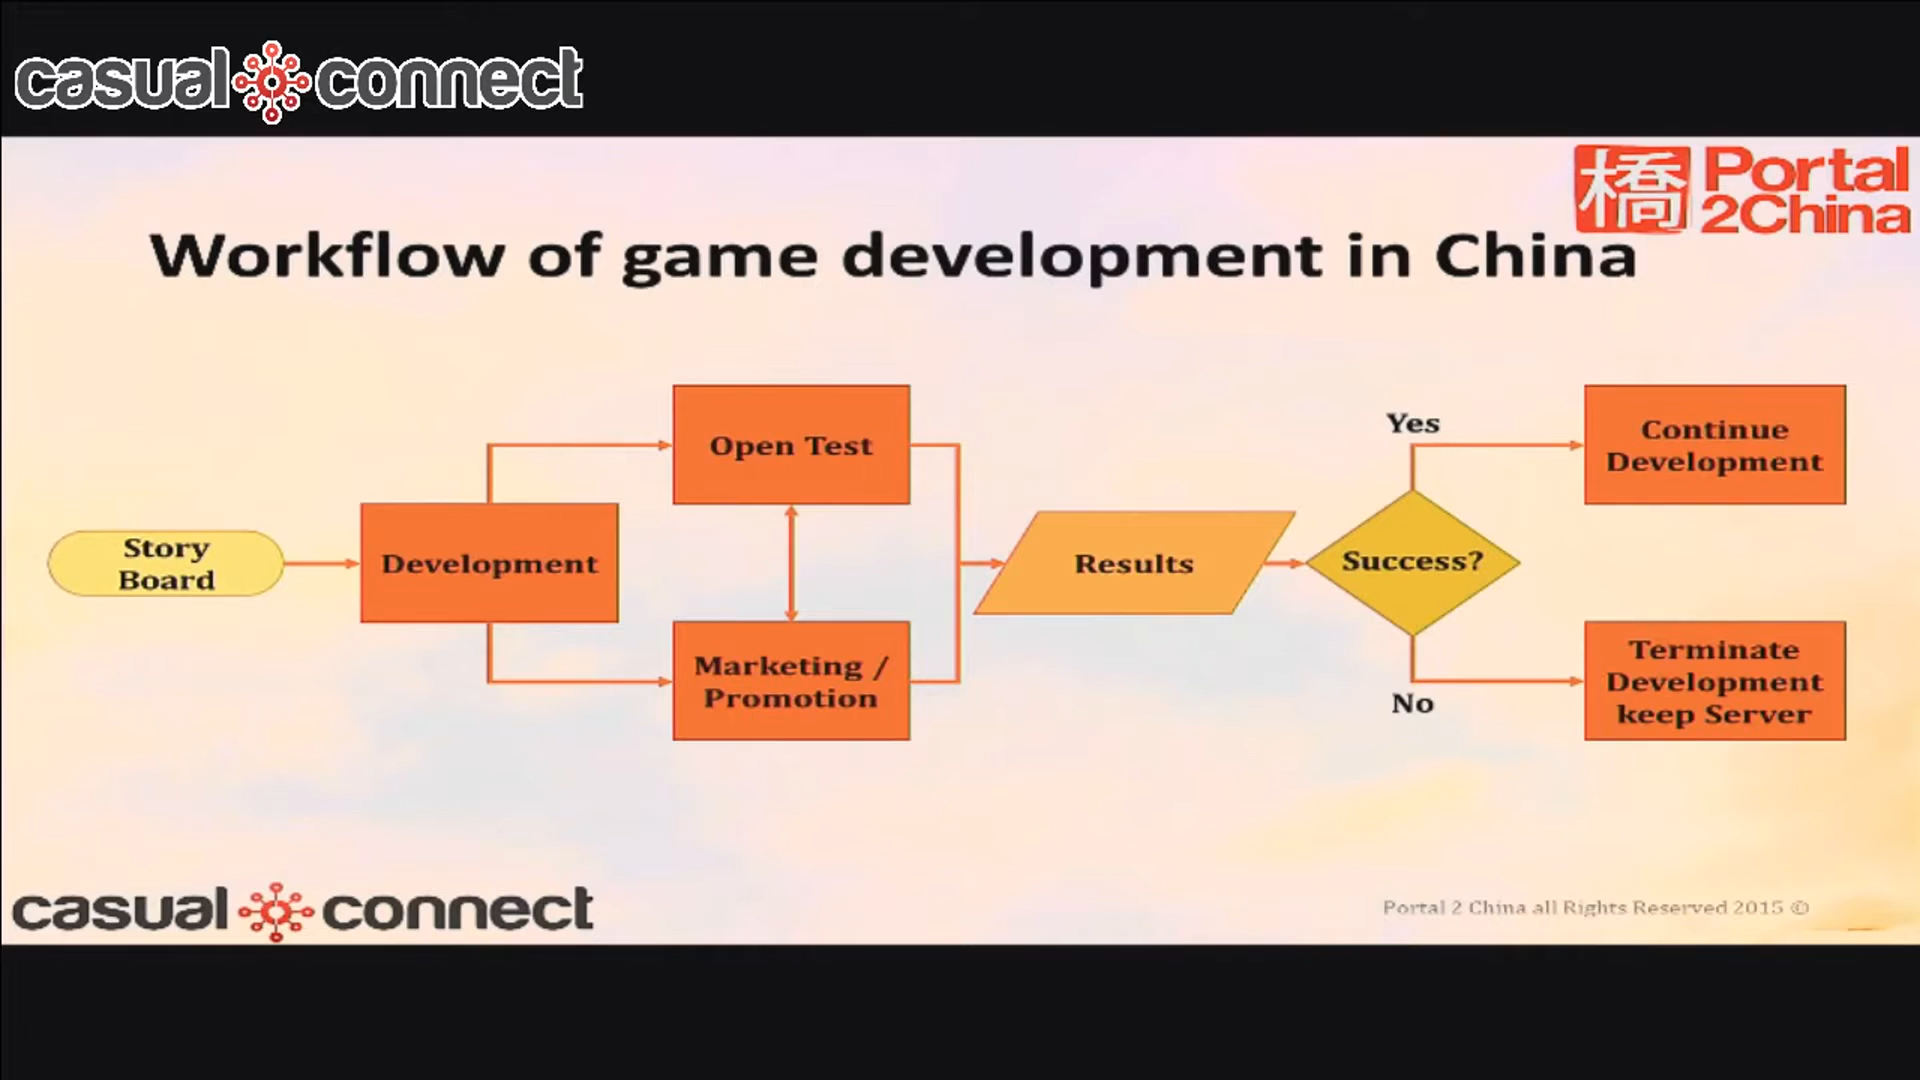 casual connect
橋 Portal
2China
Workflow of game development in China
Story
Board
Development
Open Test
Marketing /
Promotion
Results
Success?
Yes
No
Continue
Development
Terminate
Development
keep Server
casual connect
Portal 2 China all Rights Reserved 2015 ©